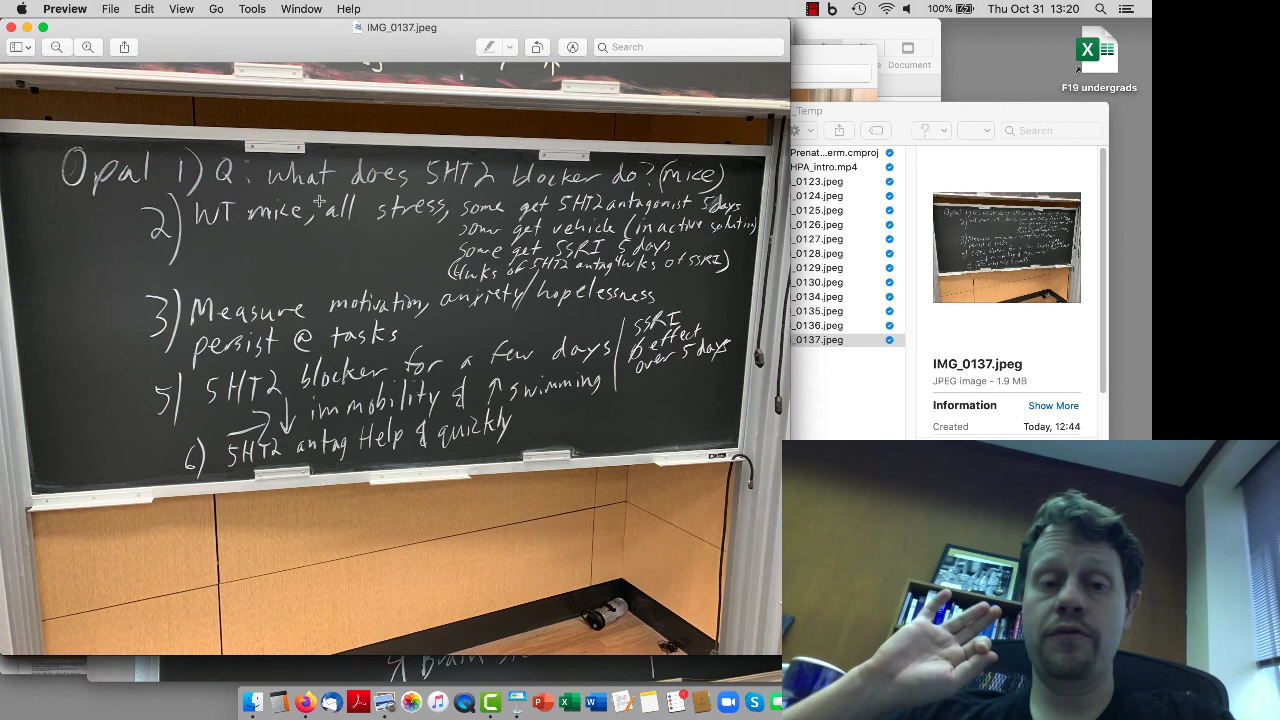 Preview File Edit View Go Tools Window Help
100% Thu Oct 31 13:20
IMG_0137.jpeg
Search
Document
F19 undergrads
Temp
Search
Prenat...erm.cmproj
HPA_intro.mp4
_0123.jpeg
_0124.jpeg
_0125.jpeg
_0126.jpeg
_0127.jpeg
_0128.jpeg
_0129.jpeg
_0130.jpeg
_0134.jpeg
_0135.jpeg
_0136.jpeg
_0137.jpeg
IMG_0137.jpeg
JPEG image - 1.9 MB
Information Show More
Created Today, 12:44
Opal 1) Q: what does 5HT2 blocker do? (mice)
2) WT mice, all stress, some get 5HT2 antagonist 5 days
some get vehicle (inactive solution)
some get SSRI 5 days
(4wks of 5HT2 antag 4wks of SSRI)
3) Measure motivation, anxiety/hopelessness
persist @ tasks
5) 5HT2 blocker for a few days
↓ immobility & ↑ swimming
SSRI
effect
over 5 days
6) 5HT2 antag Help & quickly